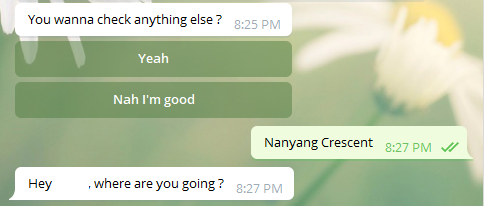 You wanna check anything else ?
8:25 PM
Yeah
Nah I'm good
Nanyang Crescent
8:27 PM
Hey , where are you going ?
8:27 PM